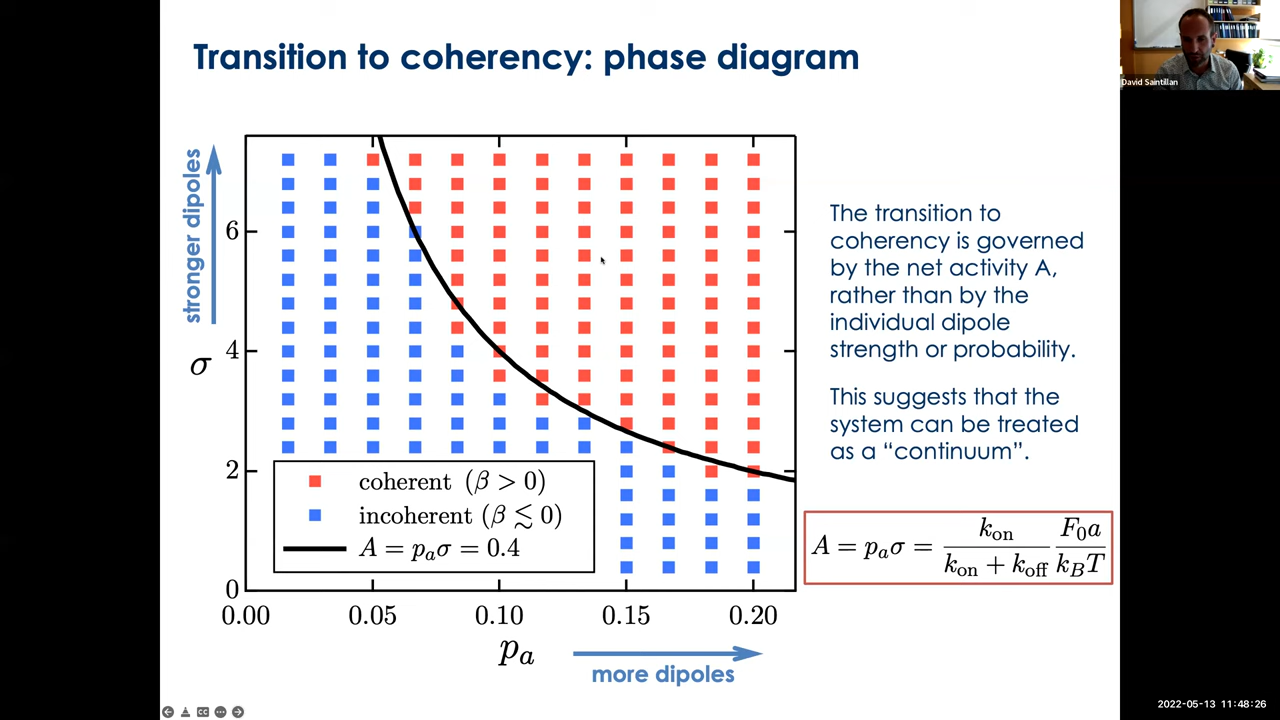 Transition to coherency: phase diagram
David Saintillan
stronger dipoles
σ
6
4
2
0
0.00 0.05 0.10 0.15 0.20
p_a
more dipoles
coherent (β > 0)
incoherent (β ≲ 0)
A = p_aσ = 0.4
The transition to
coherency is governed
by the net activity A,
rather than by the
individual dipole
strength or probability.
This suggests that the
system can be treated
as a “continuum”.
A = p_aσ = k_on / (k_on + k_off) F_0a / k_BT
2022-05-13 11:48:26